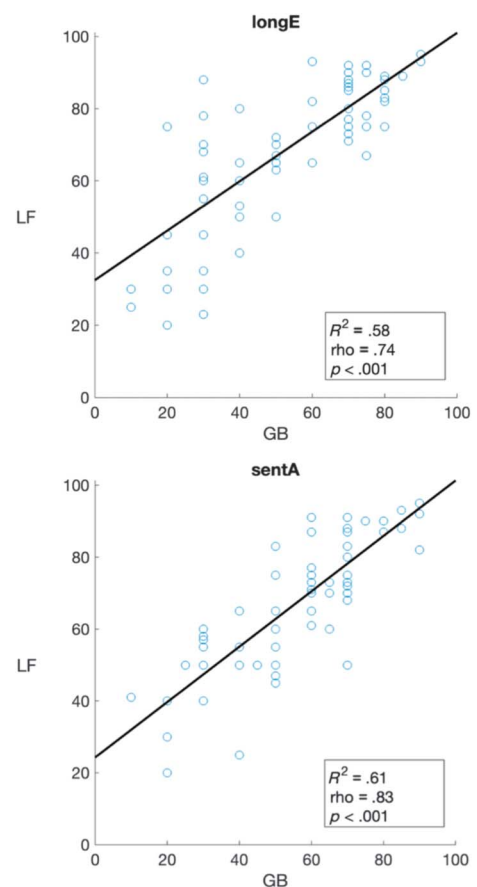 longE
100
80
60
LF
40
20
0
R² = .58
rho = .74
p < .001
0 20 40 60 80 100
GB
sentA
100
80
60
LF
40
20
0
R² = .61
rho = .83
p < .001
0 20 40 60 80 100
GB